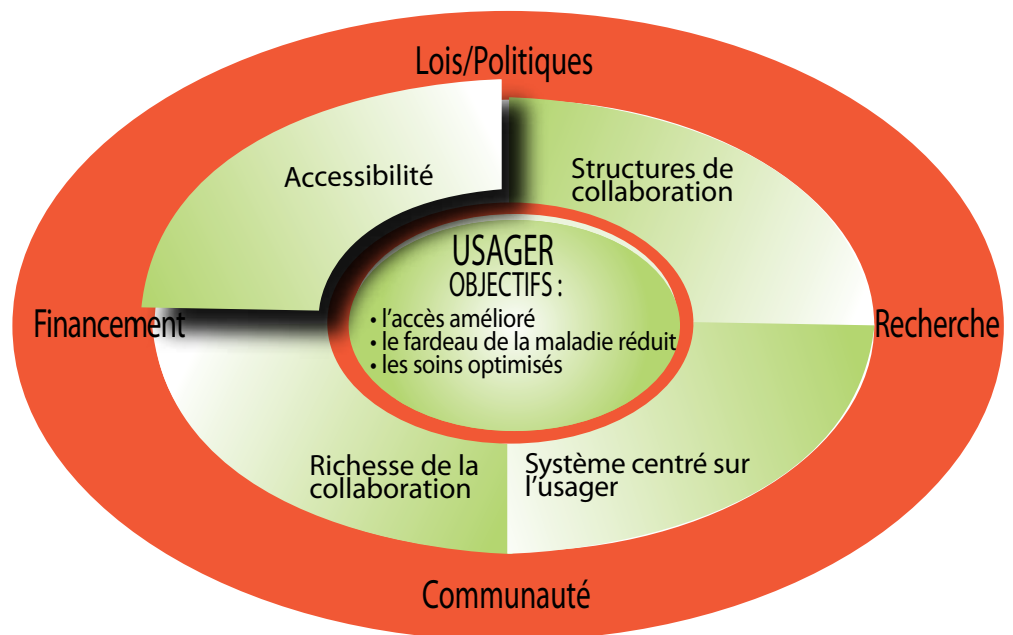 Lois/Politiques
Accessibilité
Structures de
collaboration
USAGER
OBJECTIFS :
• l'accès amélioré
• le fardeau de la maladie réduit
• les soins optimisés
Financement
Recherche
Richesse de la
collaboration
Système centré sur
l'usager
Communauté